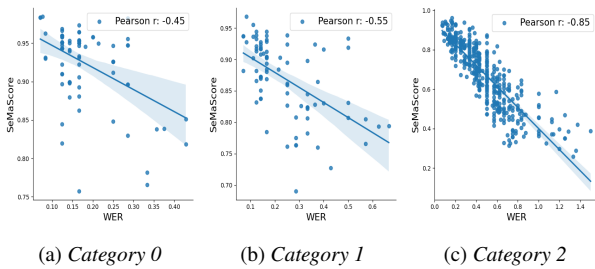 Pearson r: -0.45
0.95
0.90
0.85
0.80
0.75
SeMaScore
0.10 0.15 0.20 0.25 0.30 0.35 0.40
WER
(a) Category 0
Pearson r: -0.55
0.95
0.90
0.85
0.80
0.75
0.70
SeMaScore
0.1 0.2 0.3 0.4 0.5 0.6
WER
(b) Category 1
Pearson r: -0.85
1.0
0.8
0.6
0.4
0.2
SeMaScore
0.0 0.2 0.4 0.6 0.8 1.0 1.2 1.4
WER
(c) Category 2